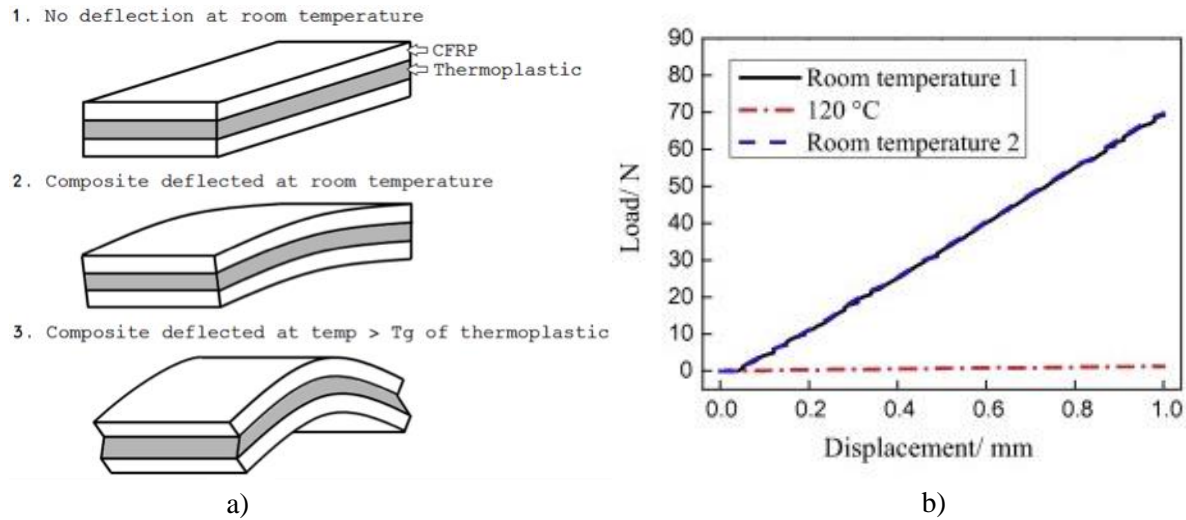 1. No deflection at room temperature
CFRP
Thermoplastic
2. Composite deflected at room temperature
3. Composite deflected at temp > Tg of thermoplastic
a)
90
80
70
60
50
40
30
20
10
0
Load/ N
Room temperature 1
120 °C
Room temperature 2
0.0 0.2 0.4 0.6 0.8 1.0
Displacement/ mm
b)